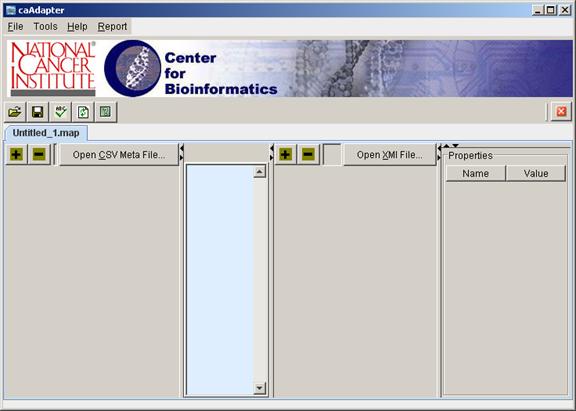 caAdapter
File Tools Help Report
NATIONAL
CANCER
INSTITUTE
Center
for
Bioinformatics
Untitled_1.map
Open CSV Meta File...
Open XMI File...
Properties
Name Value